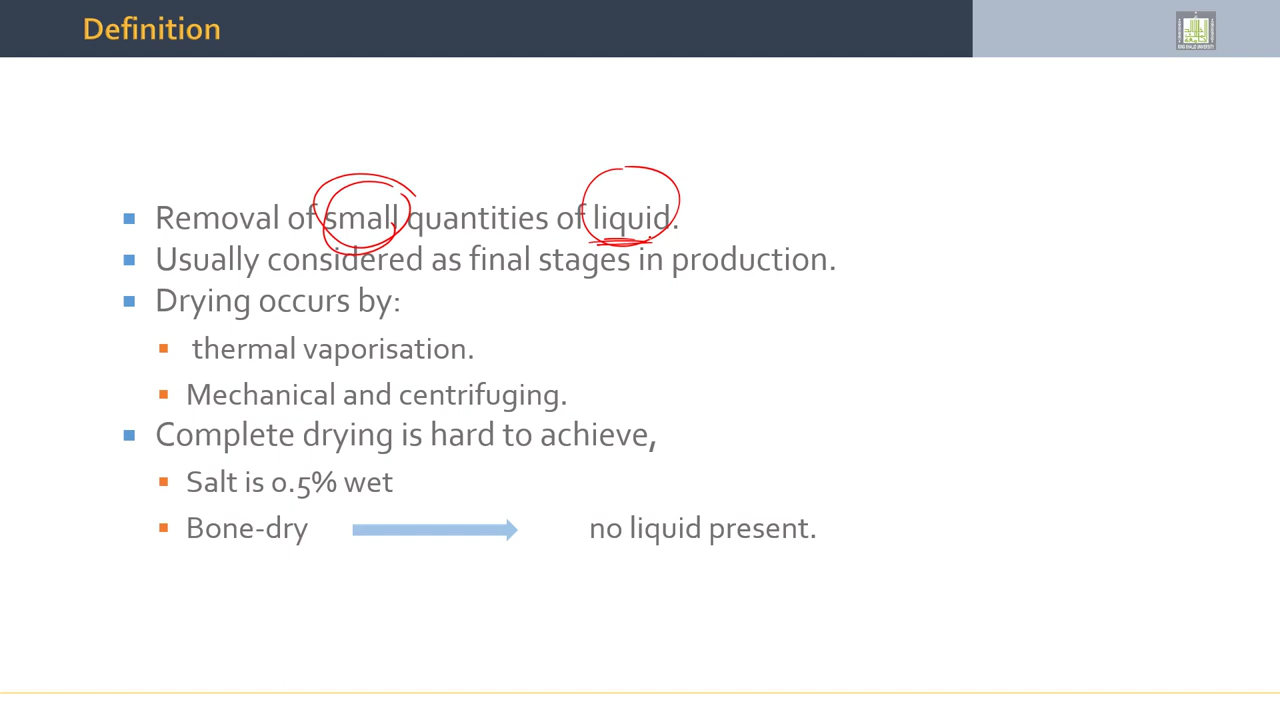 Definition
Removal of small quantities of liquid.
Usually considered as final stages in production.
Drying occurs by:
thermal vaporisation.
Mechanical and centrifuging.
Complete drying is hard to achieve,
Salt is 0.5% wet
Bone-dry no liquid present.